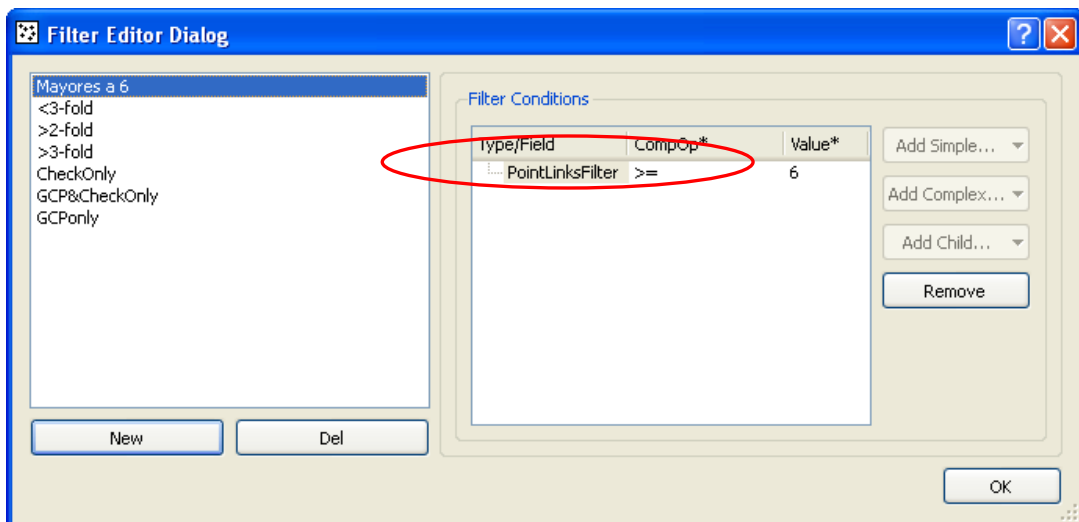 Filter Editor Dialog
Mayores a 6
<3-fold
>2-fold
>3-fold
CheckOnly
GCP&CheckOnly
GCPonly
New Del
Filter Conditions
Type/Field CompOp* Value*
PointLinksFilter >= 6
Add Simple...
Add Complex...
Add Child...
Remove
OK